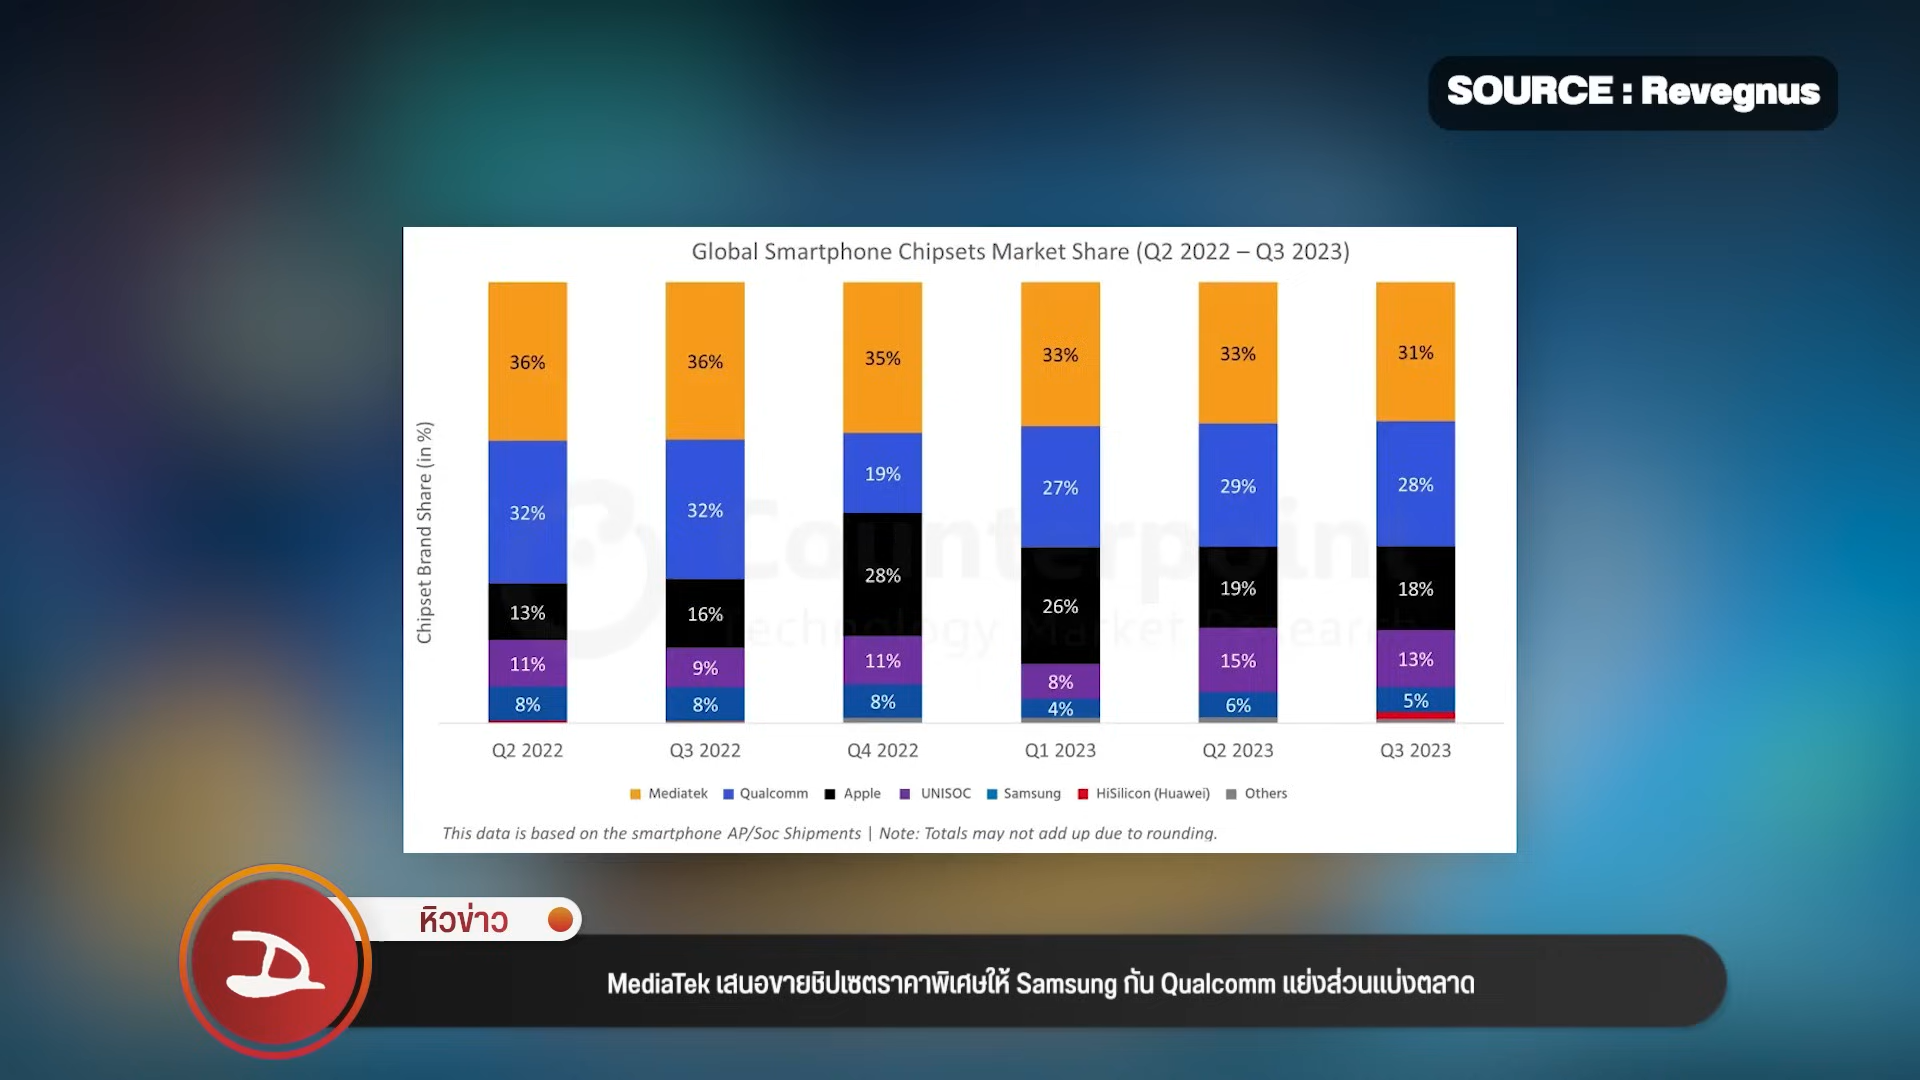 SOURCE : Revegnus
Global Smartphone Chipsets Market Share (Q2 2022 – Q3 2023)
Chipset Brand Share (in %)
36% 36% 35% 33% 33% 31%
32% 32% 19% 27% 29% 28%
13% 16% 28% 26% 19% 18%
11% 9% 11% 8% 15% 13%
8% 8% 8% 4% 6% 5%
Q2 2022 Q3 2022 Q4 2022 Q1 2023 Q2 2023 Q3 2023
Mediatek Qualcomm Apple UNISOC Samsung HiSilicon (Huawei) Others
This data is based on the smartphone AP/Soc Shipments | Note: Totals may not add up due to rounding.
Counterpoint
Technology Market Research
หิวข่าว
MediaTek เสนอขายชิปเซตราคาพิเศษให้ Samsung กัน Qualcomm แย่งส่วนแบ่งตลาด